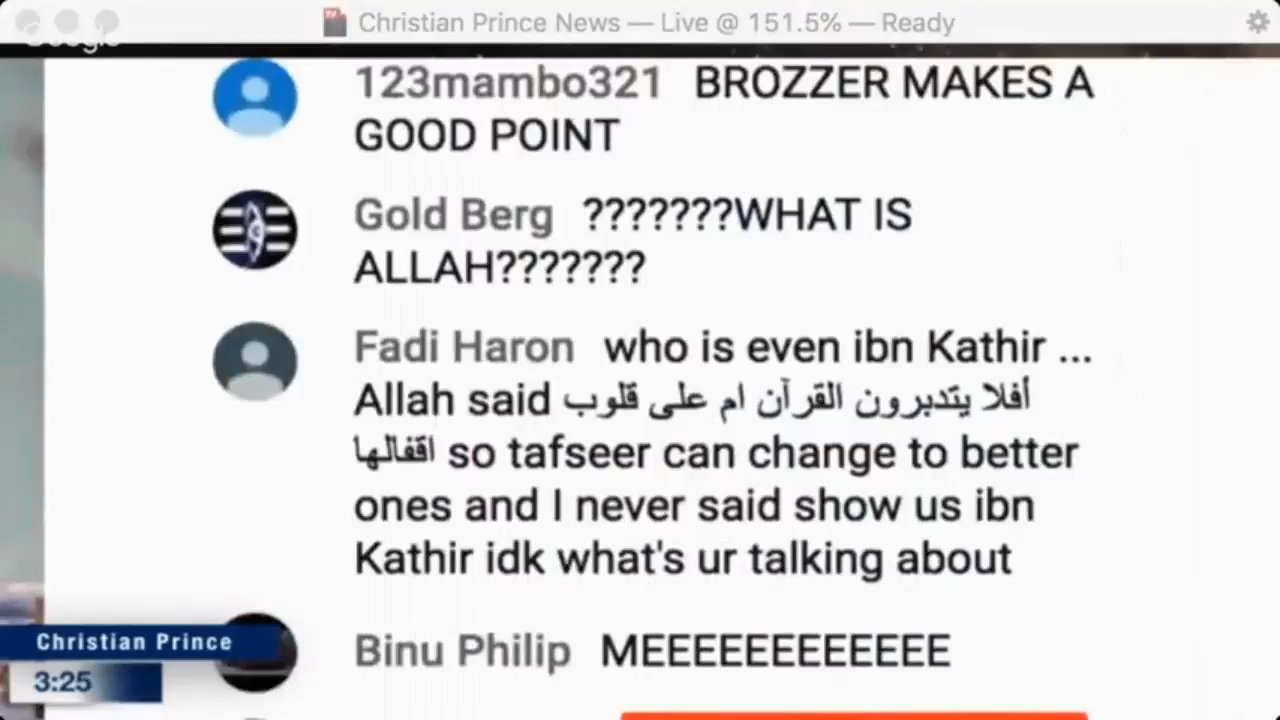 Christian Prince News — Live @ 151.5% — Ready
Google
123mambo321 BROZZER MAKES A
GOOD POINT
Gold Berg ???????WHAT IS
ALLAH???????
Fadi Haron who is even ibn Kathir ...
Allah said أفلا يتدبرون القرآن ام على قلوب
اقفالها so tafseer can change to better
ones and I never said show us ibn
Kathir idk what's ur talking about
Binu Philip MEEEEEEEEEEEE
Christian Prince
3:25